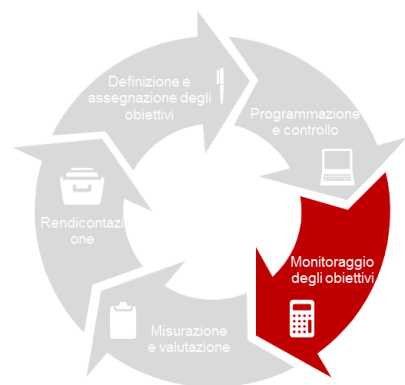 Definizione e
assegnazione degli
obiettivi
Programmazione
e controllo
Monitoraggio
degli obiettivi
Misurazione
e valutazione
Rendicontazi
one